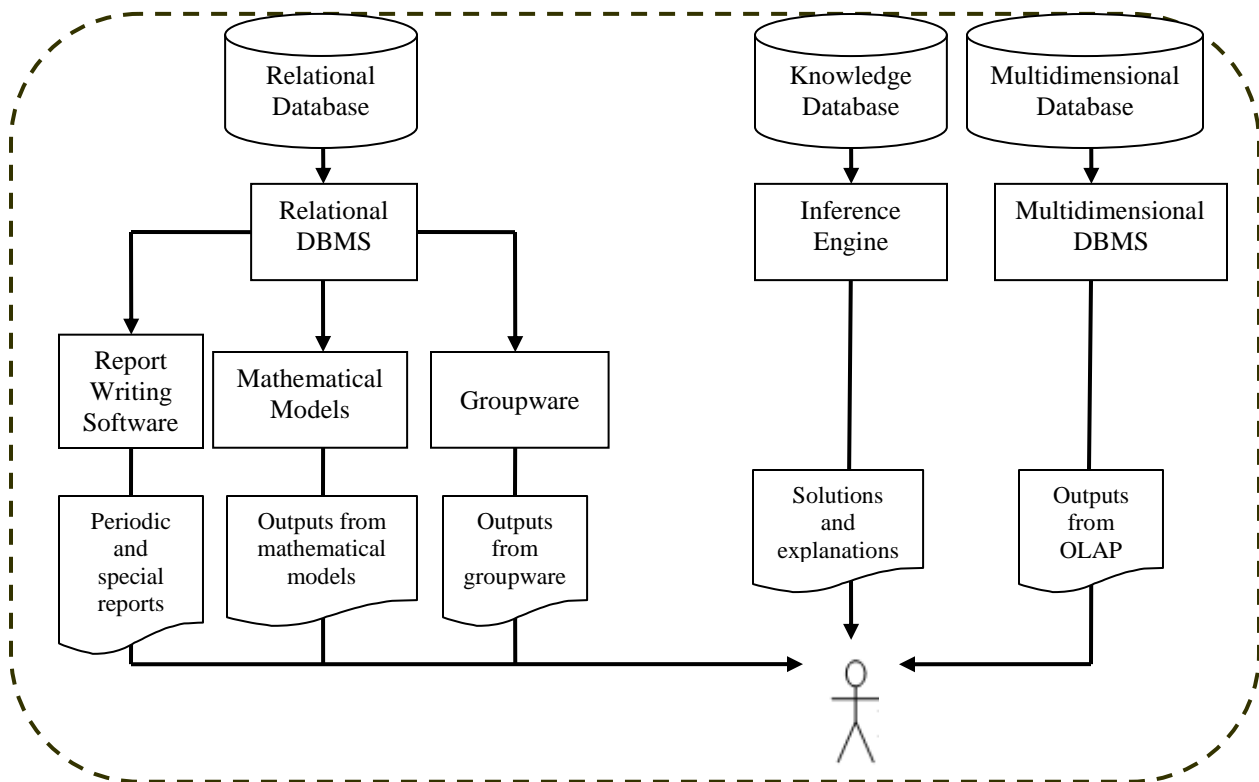 Relational
Database
Knowledge
Database
Multidimensional
Database
Relational
DBMS
Inference
Engine
Multidimensional
DBMS
Report
Writing
Software
Mathematical
Models
Groupware
Periodic
and
special
reports
Outputs from
mathematical
models
Outputs
from
groupware
Solutions
and
explanations
Outputs
from
OLAP